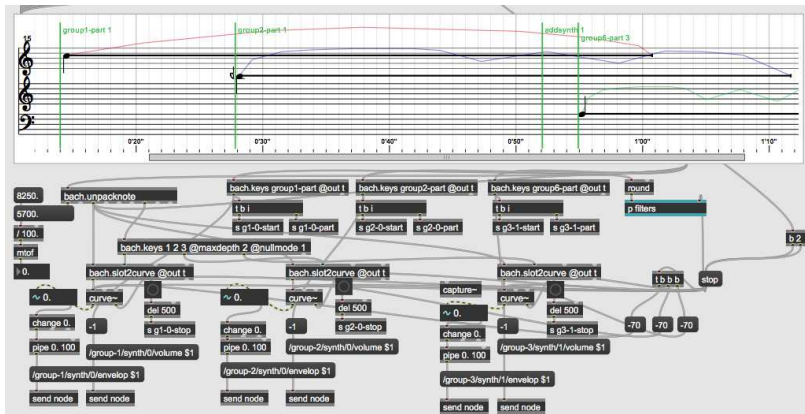 group1-part 1
group2-part 1
addsynth 1
group6-part 3
15
0'20"
0'30"
0'40"
0'50"
1'00"
1'10"
8250.
bach.unpacknote
bach.keys group1-part @out t
bach.keys group2-part @out t
bach.keys group6-part @out t
round
5700.
t b i
t b i
t b i
p filters
/ 100.
s g1-0-start
s g1-0-part
s g2-0-start
s g2-0-part
s g3-1-start
s g3-1-part
mtof
bach.keys 1 2 3 @maxdepth 2 @nullmode 1
b 2
0.
bach.slot2curve @out t
bach.slot2curve @out t
bach.slot2curve @out t
t b b b
stop
0.
curve~
0.
curve~
capture~
curve~
del 500
del 500
0.
del 500
change 0.
-1
s g1-0-stop
change 0.
-1
s g2-0-stop
change 0.
-1
s g3-1-stop
-70
-70
-70
pipe 0. 100
/group-1/synth/0/volume $1
pipe 0. 100
/group-2/synth/0/volume $1
pipe 0. 100
/group-3/synth/1/volume $1
/group-1/synth/0/envelop $1
/group-2/synth/0/envelop $1
/group-3/synth/1/envelop $1
send node
send node
send node
send node
send node
send node